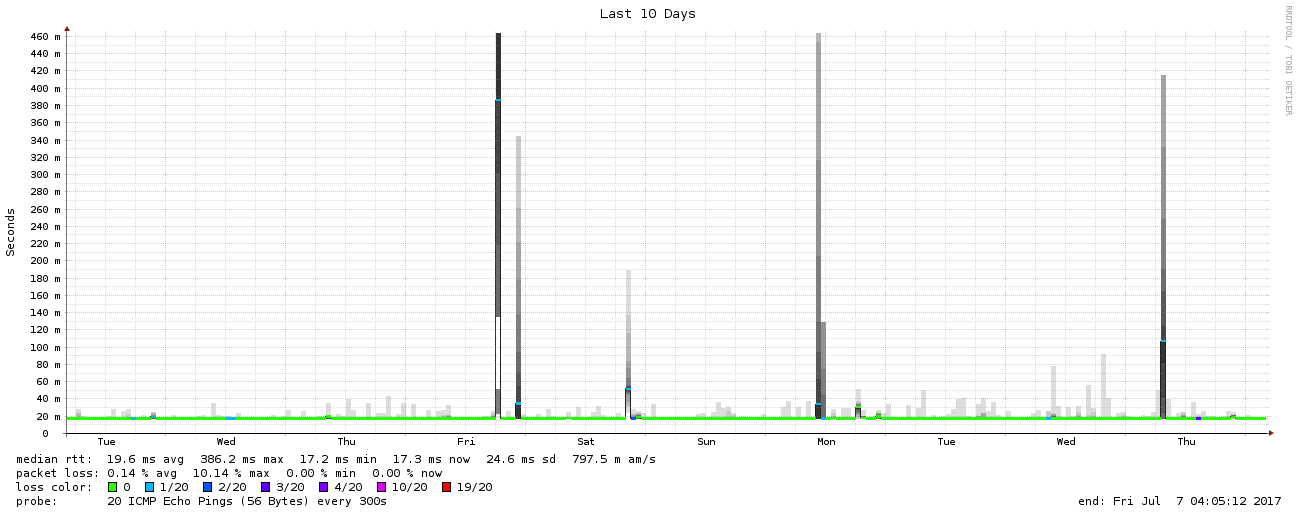 Last 10 Days
RRDTOOL / TOBI OETIKER
Seconds
460 m
440 m
420 m
400 m
380 m
360 m
340 m
320 m
300 m
280 m
260 m
240 m
220 m
200 m
180 m
160 m
140 m
120 m
100 m
80 m
60 m
40 m
20 m
0
Tue Wed Thu Fri Sat Sun Mon Tue Wed Thu
median rtt: 19.6 ms avg 386.2 ms max 17.2 ms min 17.3 ms now 24.6 ms sd 797.5 m am/s
packet loss: 0.14 % avg 10.14 % max 0.00 % min 0.00 % now
loss color: 0 1/20 2/20 3/20 4/20 10/20 19/20
probe: 20 ICMP Echo Pings (56 Bytes) every 300s end: Fri Jul 7 04:05:12 2017